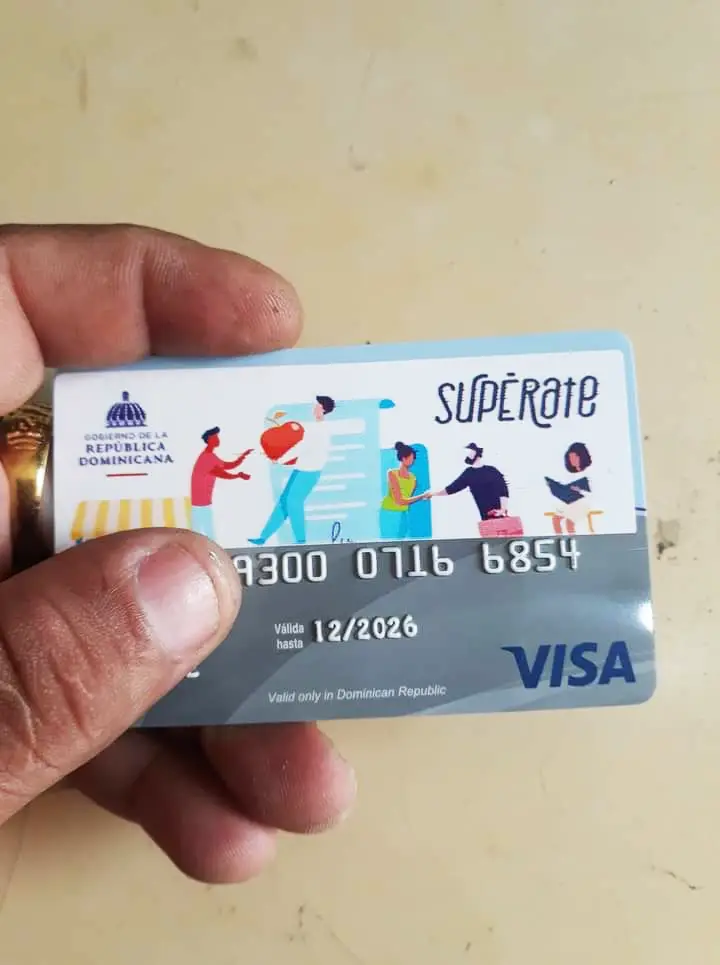 GOBIERNO DE LA
REPÚBLICA
DOMINICANA
SUPÉRate
9300 0716 6854
Válida
hasta 12/2026
VISA
Valid only in Dominican Republic